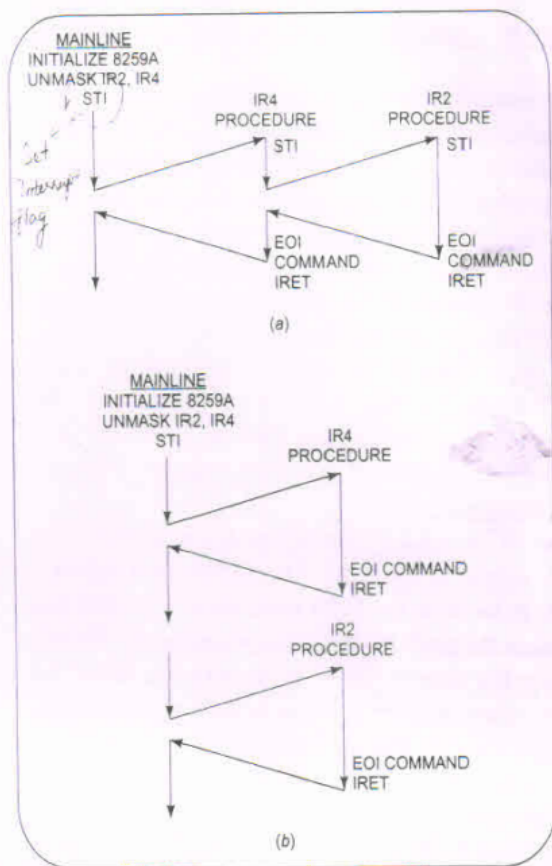 MAINLINE
INITIALIZE 8259A
UNMASK IR2, IR4
STI
Set
Interrupt
flag
IR4
PROCEDURE
STI
IR2
PROCEDURE
STI
EOI
COMMAND
IRET
EOI
COMMAND
IRET
(a)
MAINLINE
INITIALIZE 8259A
UNMASK IR2, IR4
STI
IR4
PROCEDURE
EOI COMMAND
IRET
IR2
PROCEDURE
EOI COMMAND
IRET
(b)